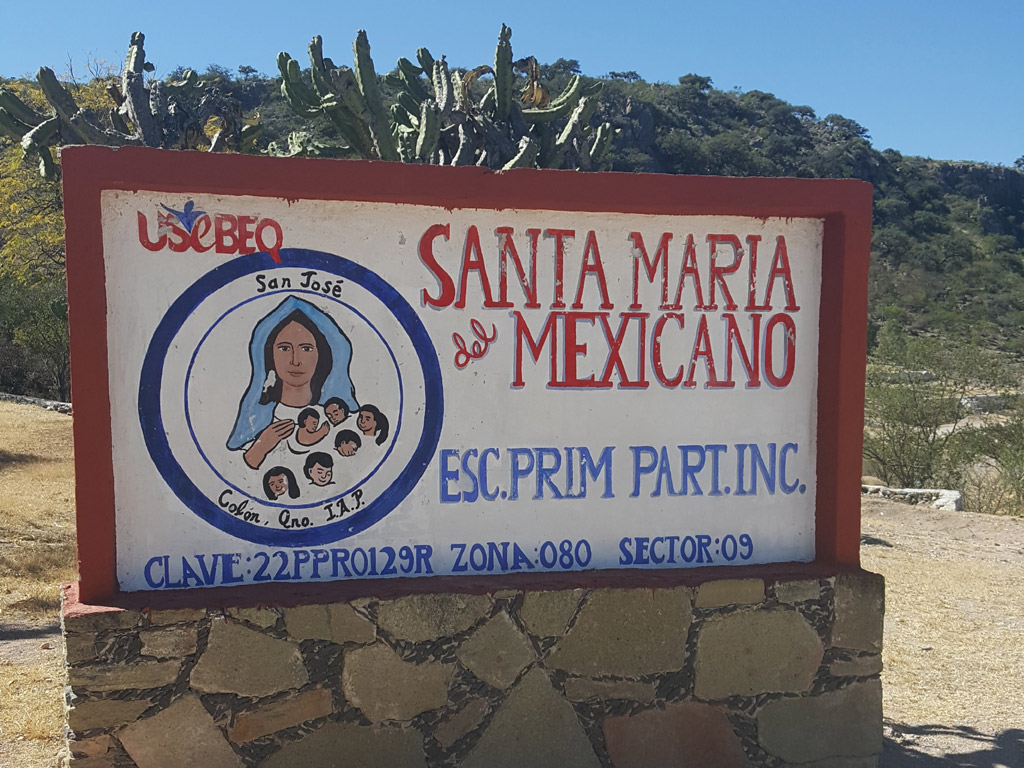 USEBEQ
San José
Colón, Qro. I.A.P.
SANTA MARIA
del MEXICANO
ESC.PRIM PART.INC.
CLAVE:22PPR0129R ZONA:080 SECTOR:09